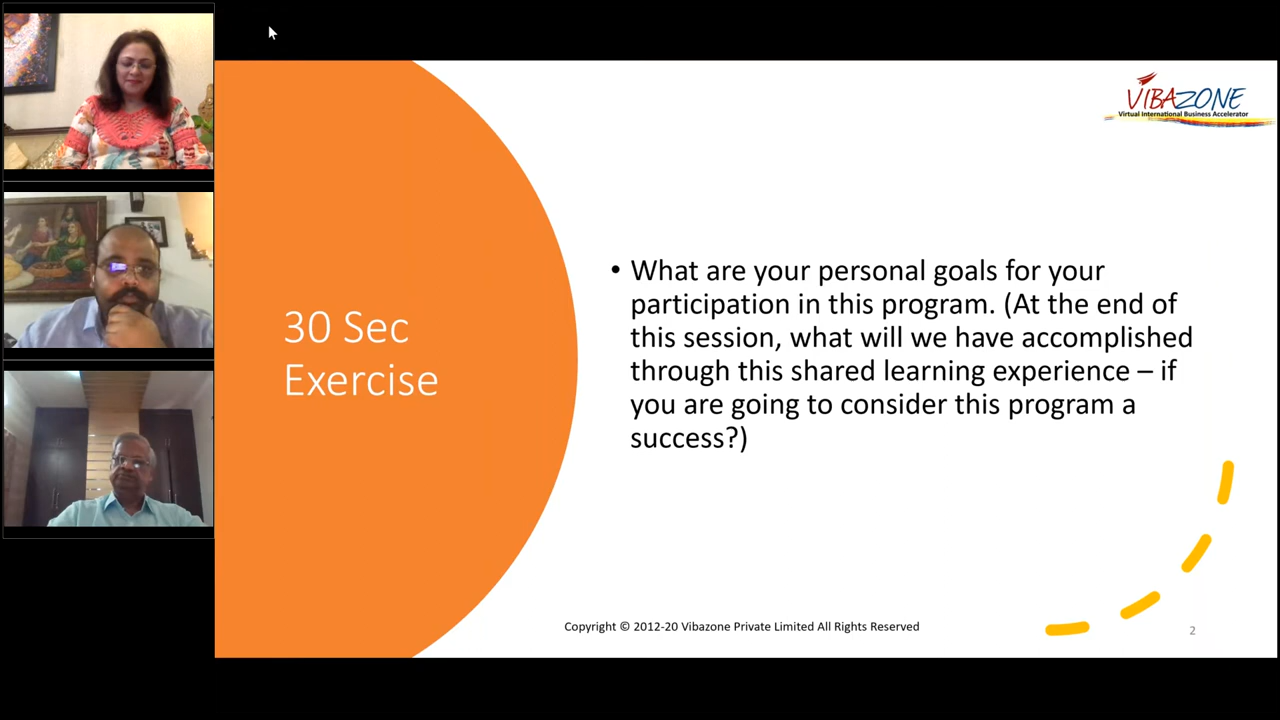 VIBAZONE
Virtual International Business Accelerator
30 Sec
Exercise
• What are your personal goals for your
participation in this program. (At the end of
this session, what will we have accomplished
through this shared learning experience – if
you are going to consider this program a
success?)
Copyright © 2012-20 Vibazone Private Limited All Rights Reserved
2